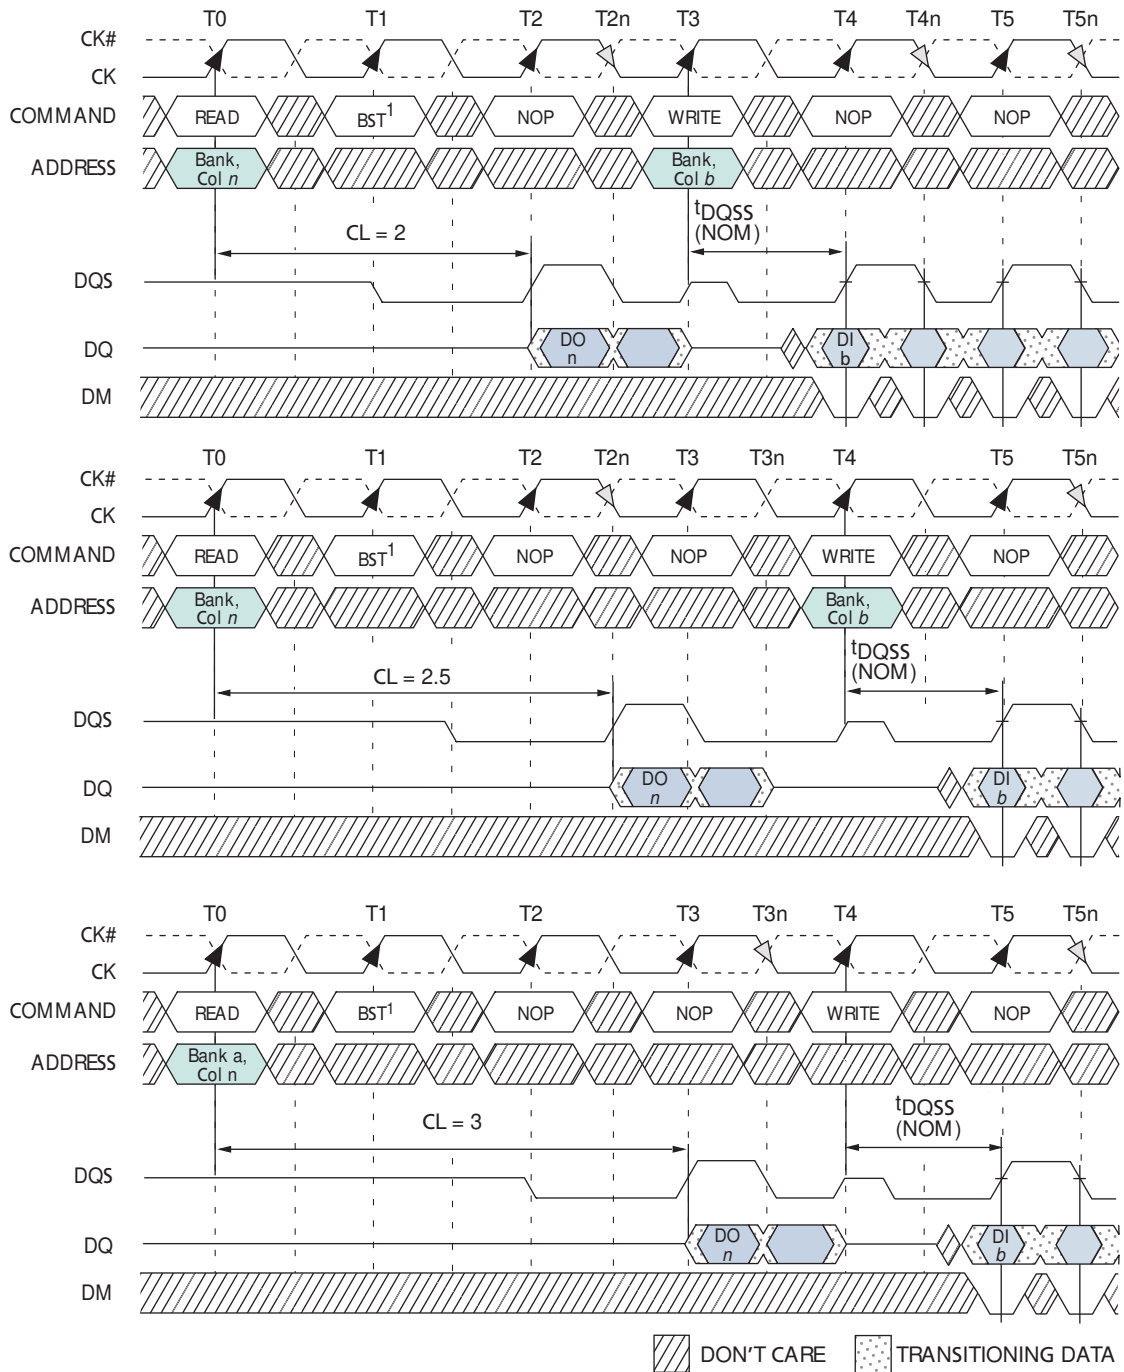 T0 T1 T2 T2n T3 T4 T4n T5 T5n
CK#
CK
COMMAND READ BST1 NOP WRITE NOP NOP
ADDRESS Bank, Col n Bank, Col b
CL = 2 tDQSS (NOM)
DQS
DQ DO n DI b
DM
T0 T1 T2 T2n T3 T3n T4 T5 T5n
CK#
CK
COMMAND READ BST1 NOP NOP WRITE NOP
ADDRESS Bank, Col n Bank, Col b
CL = 2.5 tDQSS (NOM)
DQS
DQ DO n DI b
DM
T0 T1 T2 T3 T3n T4 T5 T5n
CK#
CK
COMMAND READ BST1 NOP NOP WRITE NOP
ADDRESS Bank a, Col n
CL = 3 tDQSS (NOM)
DQS
DQ DO n DI b
DM
DON'T CARE TRANSITIONING DATA